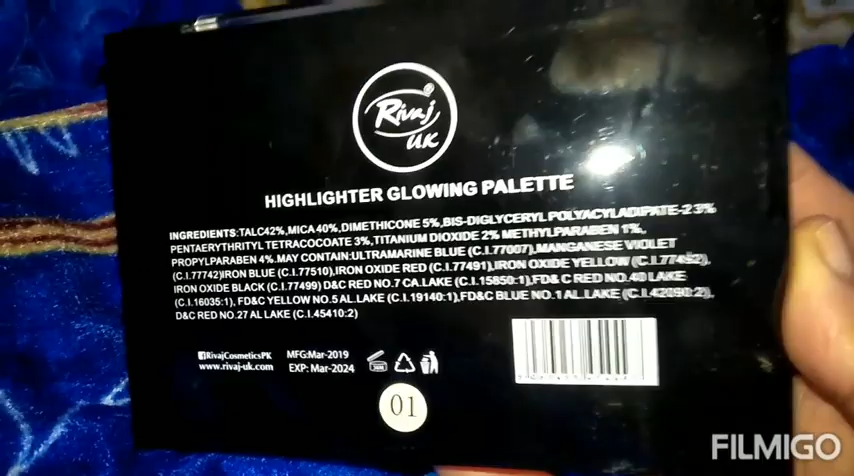 Rivaj
UK
HIGHLIGHTER GLOWING PALETTE
INGREDIENTS:TALC42%,MICA 40%,DIMETHICONE 5%,BIS-DIGLYCERYL POLYACYLADIPATE-2 3%
PENTAERYTHRITYL TETRACOCOATE 3%,TITANIUM DIOXIDE 2% METHYLPARABEN 1%,
PROPYLPARABEN 4%.MAY CONTAIN:ULTRAMARINE BLUE (C.I.77007),MANGANESE VIOLET
(C.I.77742)IRON BLUE (C.I.77510),IRON OXIDE RED (C.I.77491),IRON OXIDE YELLOW (C.I.77492),
IRON OXIDE BLACK (C.I.77499) D&C RED NO.7 CA.LAKE (C.I.15850:1),FD& C RED NO.40 LAKE
(C.I.16035:1), FD&C YELLOW NO.5 AL.LAKE (C.I.19140:1),FD&C BLUE NO.1 AL.LAKE (C.I.42090:2),
D&C RED NO.27 AL LAKE (C.I.45410:2)
RivajCosmeticsPK MFG:Mar-2019
www.rivaj-uk.com EXP: Mar-2024
01
FILMIGO